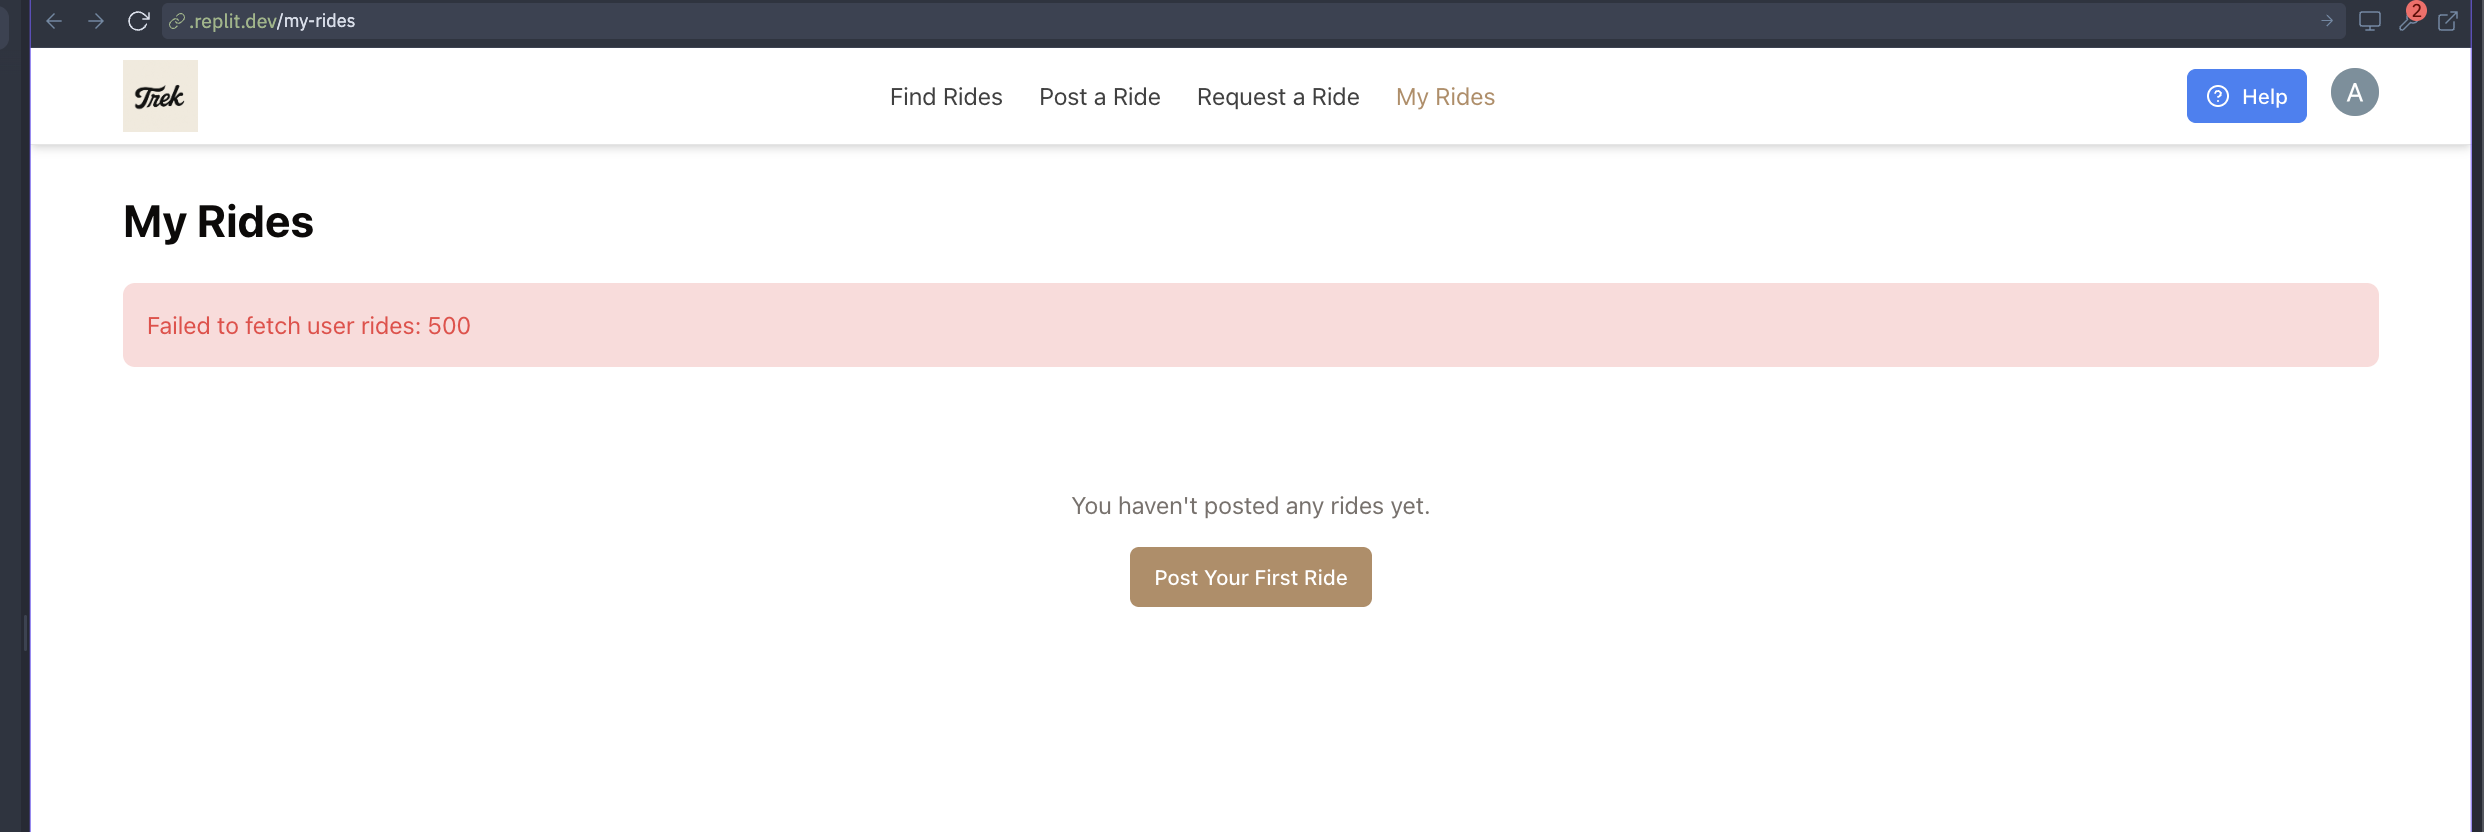 .replit.dev/my-rides
2
Trek
Find Rides
Post a Ride
Request a Ride
My Rides
Help
A
My Rides
Failed to fetch user rides: 500
You haven't posted any rides yet.
Post Your First Ride